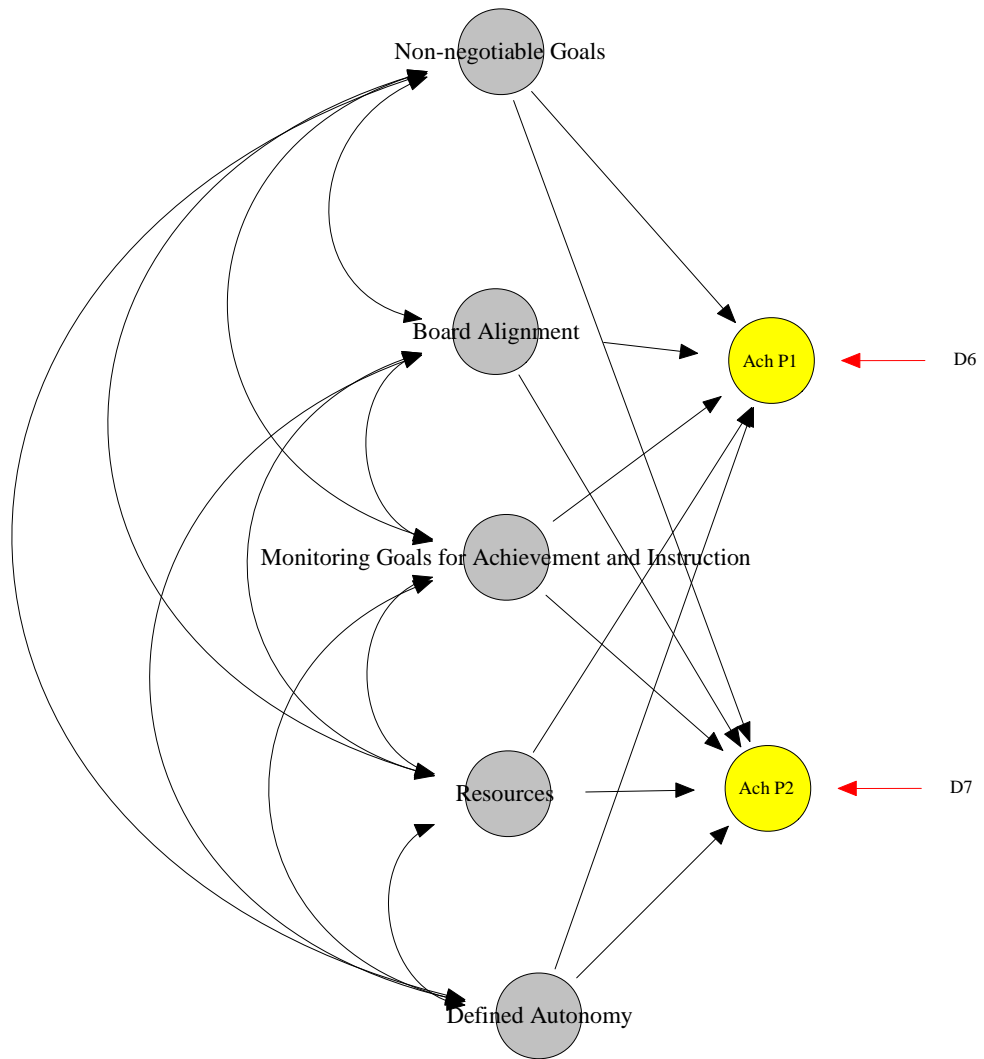 Non-negotiable Goals
Board Alignment
Ach P1
D6
Monitoring Goals for Achievement and Instruction
Resources
Ach P2
D7
Defined Autonomy